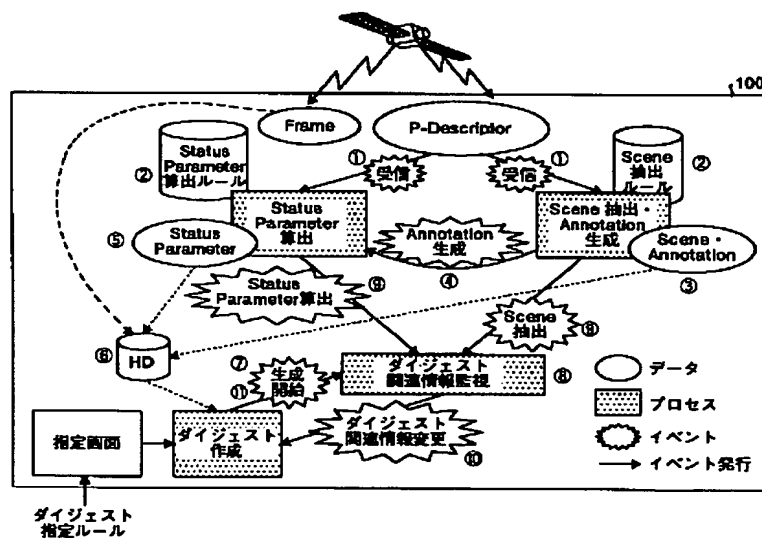 100
Frame
P-Descriptor
Status
Parameter
算出ルール
②
①
受信
受信
①
Scene
抽出
ルール
②
Status
Parameter
算出
Annotation
生成
④
Scene 抽出・
Annotation
生成
⑤
Status
Parameter
Scene・
Annotation
③
Status
Parameter算出
⑨
Scene
抽出
⑨
⑥
HD
⑦
⑪
生成
開始
ダイジェスト
関連情報監視
⑧
データ
プロセス
イベント
イベント発行
指定画面
ダイジェスト
作成
ダイジェスト
関連情報変更
⑩
ダイジェスト
指定ルール